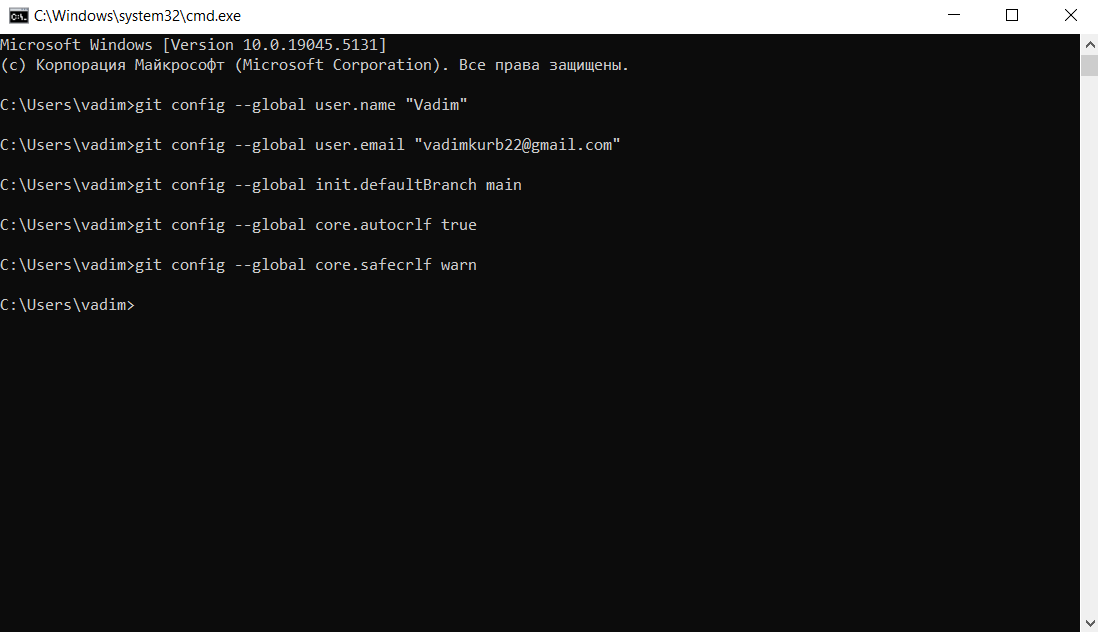 C:\Windows\system32\cmd.exe
Microsoft Windows [Version 10.0.19045.5131]
(c) Корпорация Майкрософт (Microsoft Corporation). Все права защищены.
C:\Users\vadim>git config --global user.name "Vadim"
C:\Users\vadim>git config --global user.email "vadimkurb22@gmail.com"
C:\Users\vadim>git config --global init.defaultBranch main
C:\Users\vadim>git config --global core.autocrlf true
C:\Users\vadim>git config --global core.safecrlf warn
C:\Users\vadim>